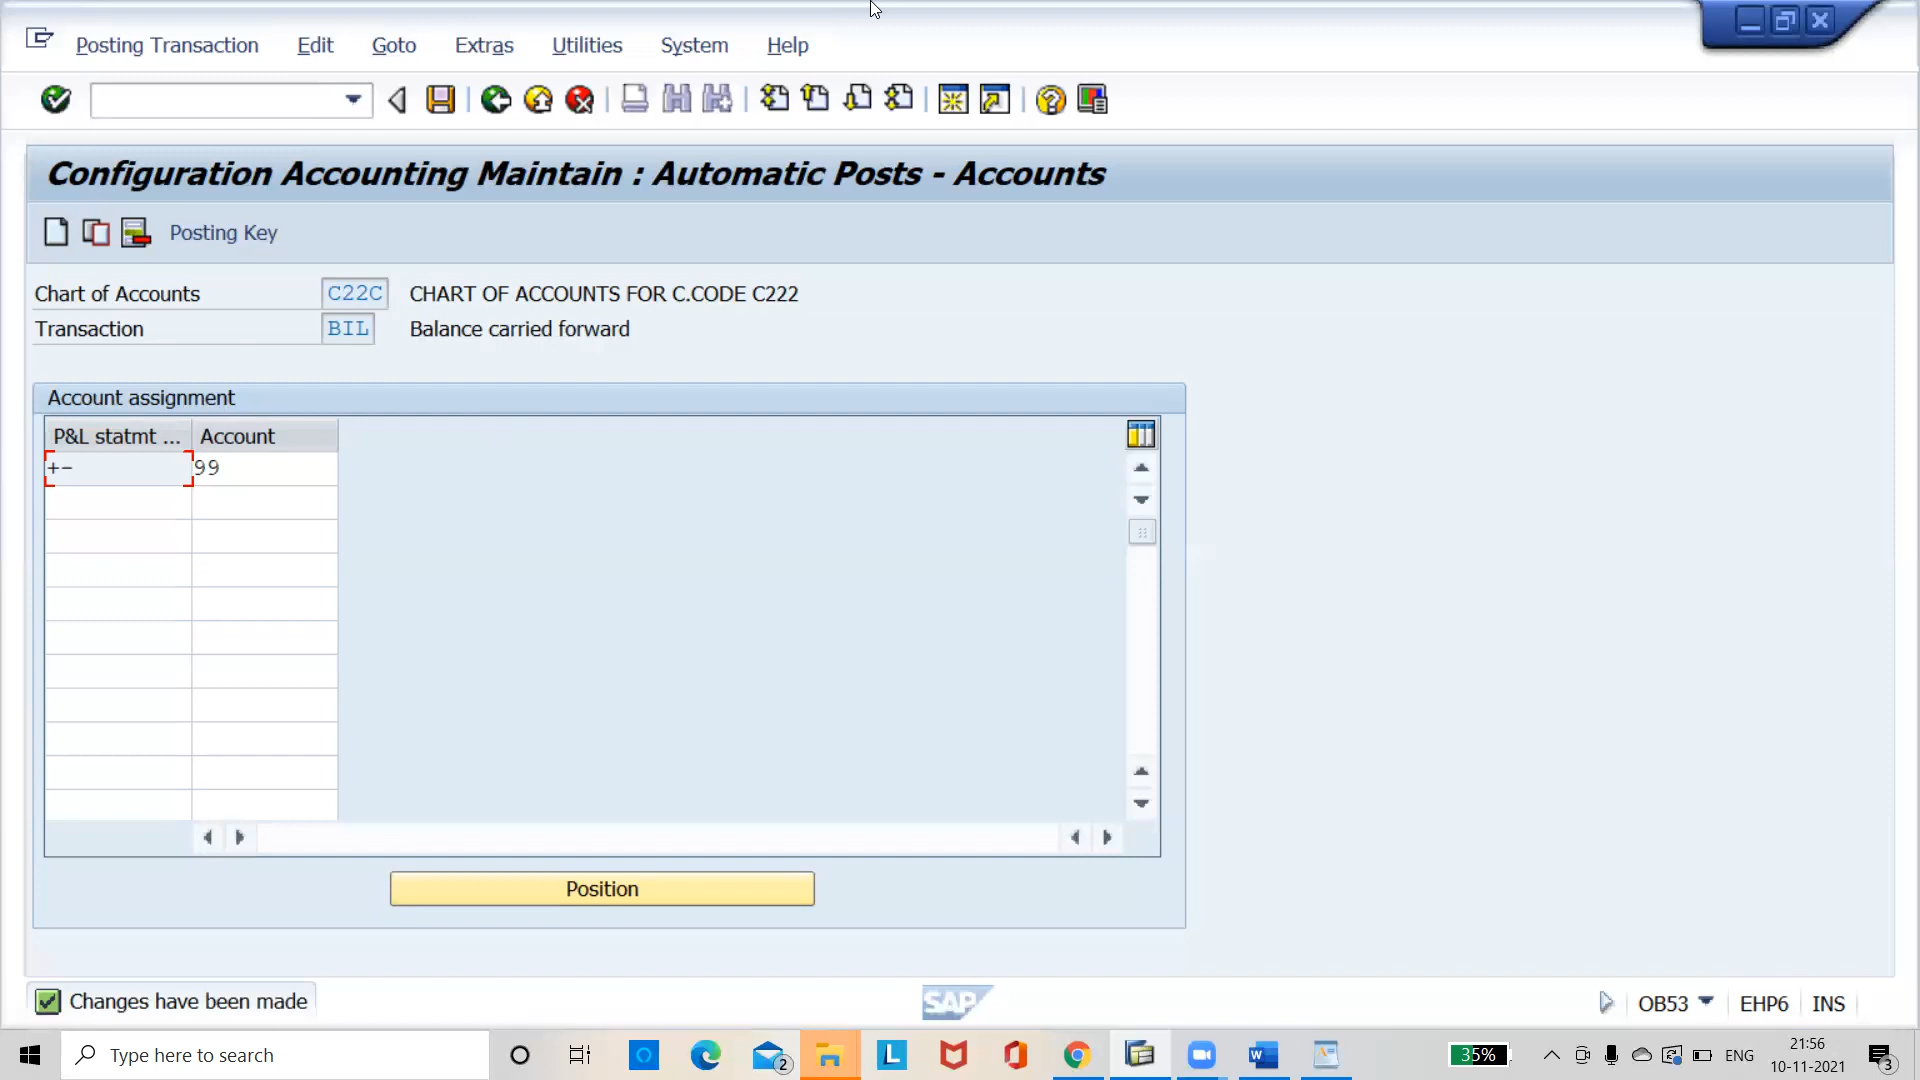 Posting Transaction Edit Goto Extras Utilities System Help
Configuration Accounting Maintain : Automatic Posts - Accounts
Posting Key
Chart of Accounts C22C CHART OF ACCOUNTS FOR C.CODE C222
Transaction BIL Balance carried forward
Account assignment
P&L statmt ... Account
+- 99
Position
Changes have been made
SAP
OB53 EHP6 INS
Type here to search
2
L
35%
ENG
21:56
10-11-2021
3